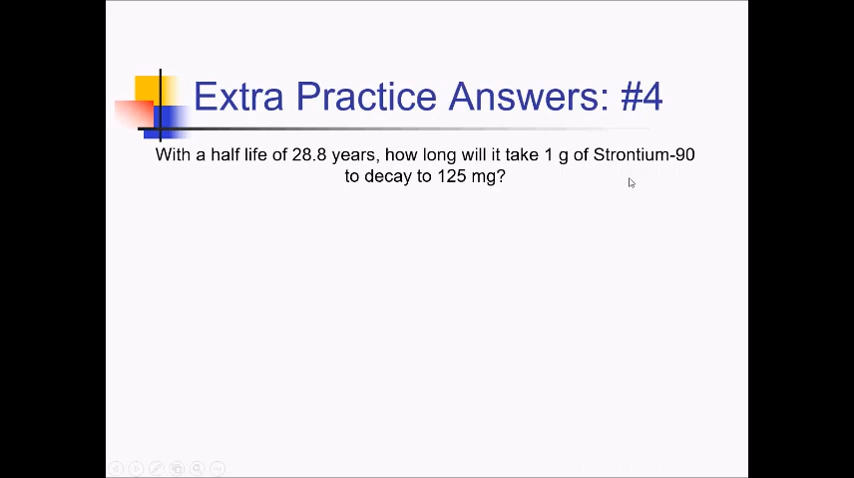 Extra Practice Answers: #4
With a half life of 28.8 years, how long will it take 1 g of Strontium-90
to decay to 125 mg?